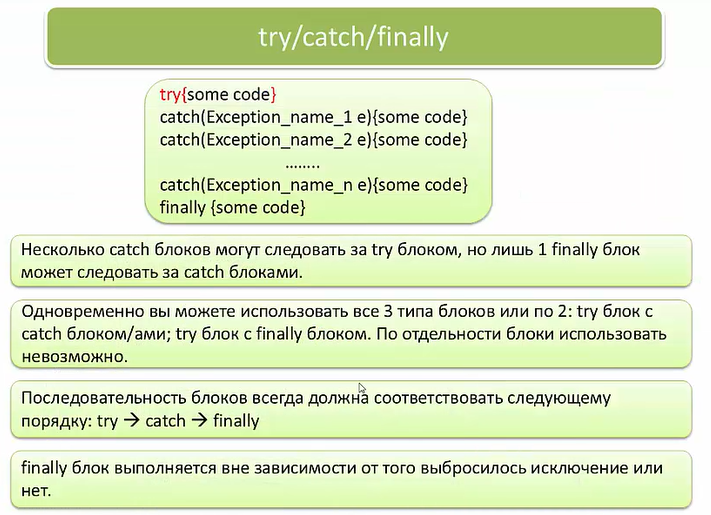 try/catch/finally
try{some code}
catch(Exception_name_1 e){some code}
catch(Exception_name_2 e){some code}
........
catch(Exception_name_n e){some code}
finally {some code}
Несколько catch блоков могут следовать за try блоком, но лишь 1 finally блок
может следовать за catch блоками.
Одновременно вы можете использовать все 3 типа блоков или по 2: try блок с
catch блоком/ами; try блок с finally блоком. По отдельности блоки использовать
невозможно.
Последовательность блоков всегда должна соответствовать следующему
порядку: try → catch → finally
finally блок выполняется вне зависимости от того выбросилось исключение или
нет.